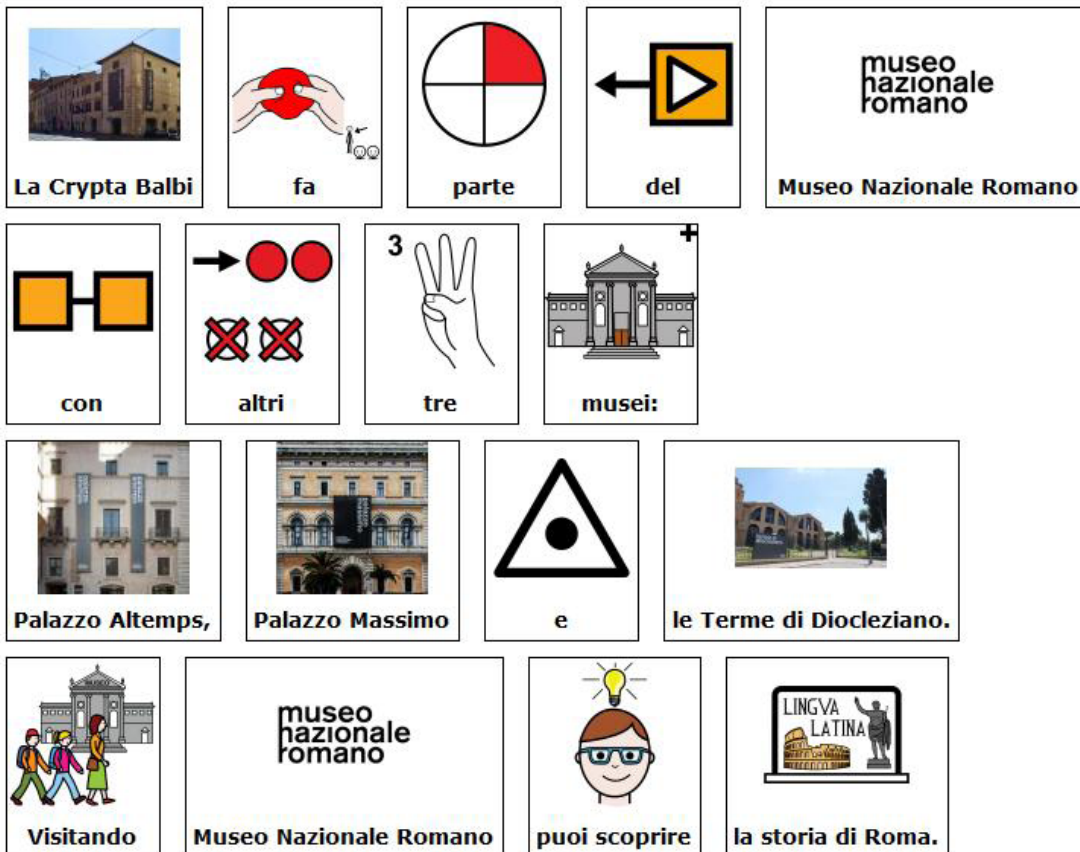 museo
nazionale
romano
La Crypta Balbi fa parte del Museo Nazionale Romano
3
+
con altri tre musei:
Palazzo Altemps, Palazzo Massimo e le Terme di Diocleziano.
MUSEO
museo
nazionale
romano
LINGVA
LATINA
Visitando Museo Nazionale Romano puoi scoprire la storia di Roma.